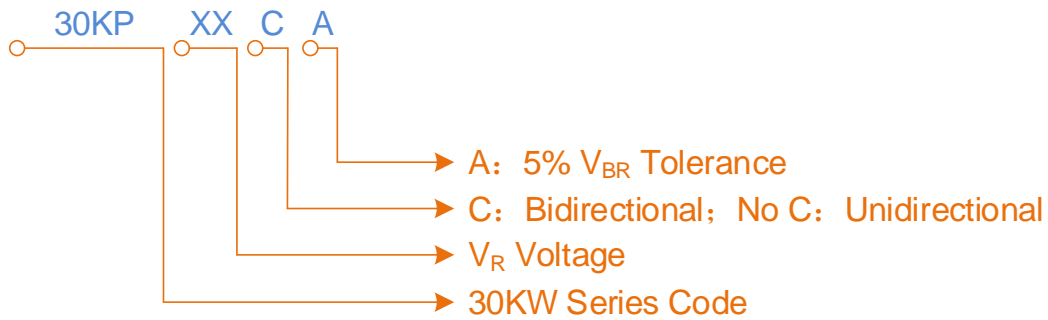 30KP XX C A
A：5% VBR Tolerance
C：Bidirectional；No C：Unidirectional
VR Voltage
30KW Series Code